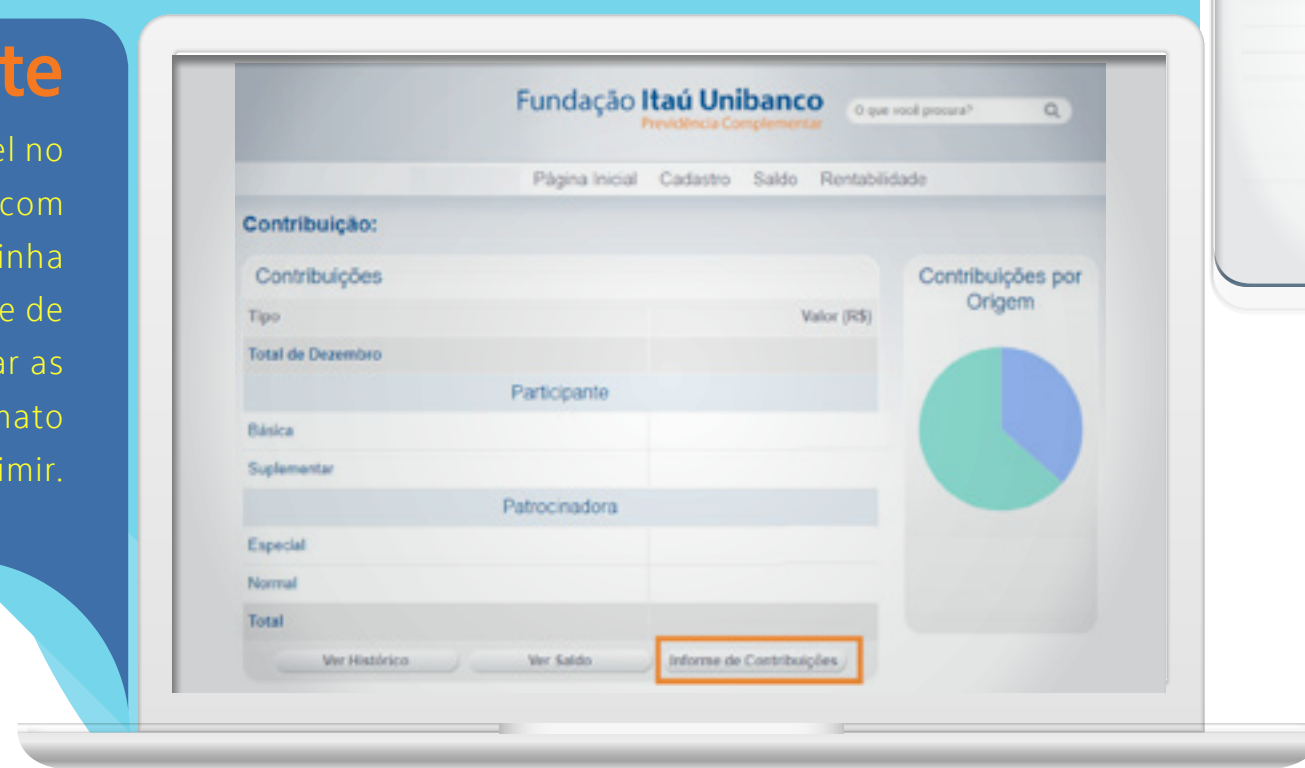 te
el no
com
inha
e de
ar as
mato
imir.
Fundação Itaú Unibanco
Previdência Complementar
O que você procura?
Página Inicial Cadastro Saldo Rentabilidade
Contribuição:
Contribuições
Tipo Valor (R$)
Total de Dezembro
Participante
Básica
Suplementar
Patrocinadora
Especial
Normal
Total
Ver Histórico Ver Saldo Informe de Contribuições
Contribuições por
Origem